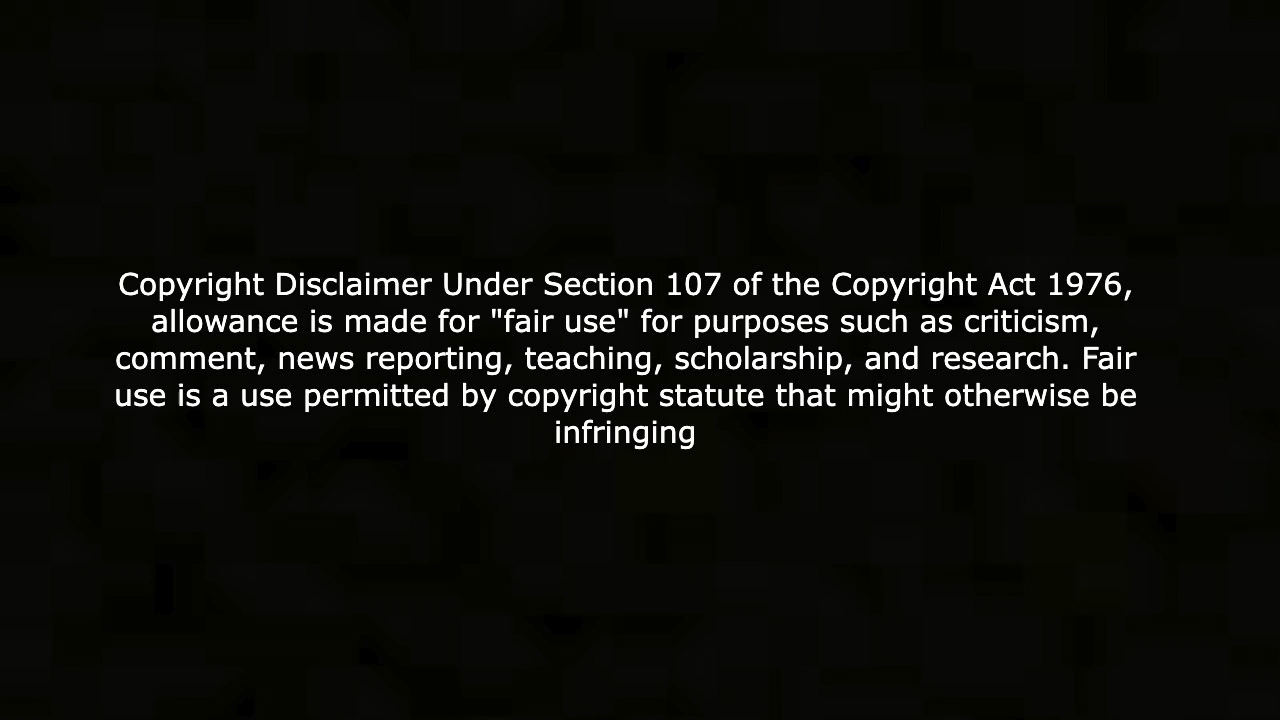 Copyright Disclaimer Under Section 107 of the Copyright Act 1976,
allowance is made for "fair use" for purposes such as criticism,
comment, news reporting, teaching, scholarship, and research. Fair
use is a use permitted by copyright statute that might otherwise be
infringing